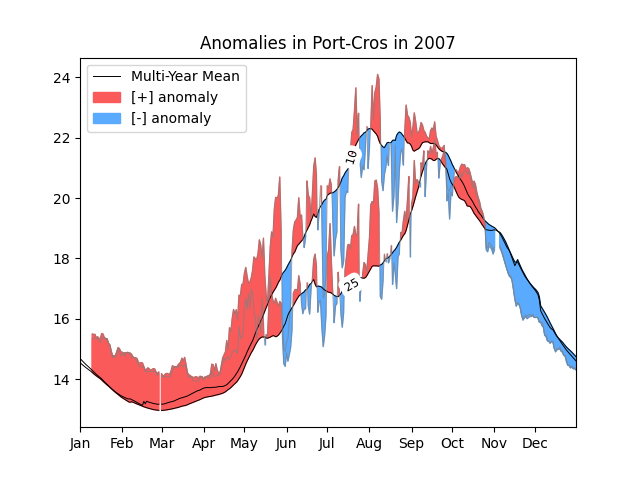 Anomalies in Port-Cros in 2007
Multi-Year Mean
[+] anomaly
[-] anomaly
24
22
20
18
16
14
10
25
Jan Feb Mar Apr May Jun Jul Aug Sep Oct Nov Dec